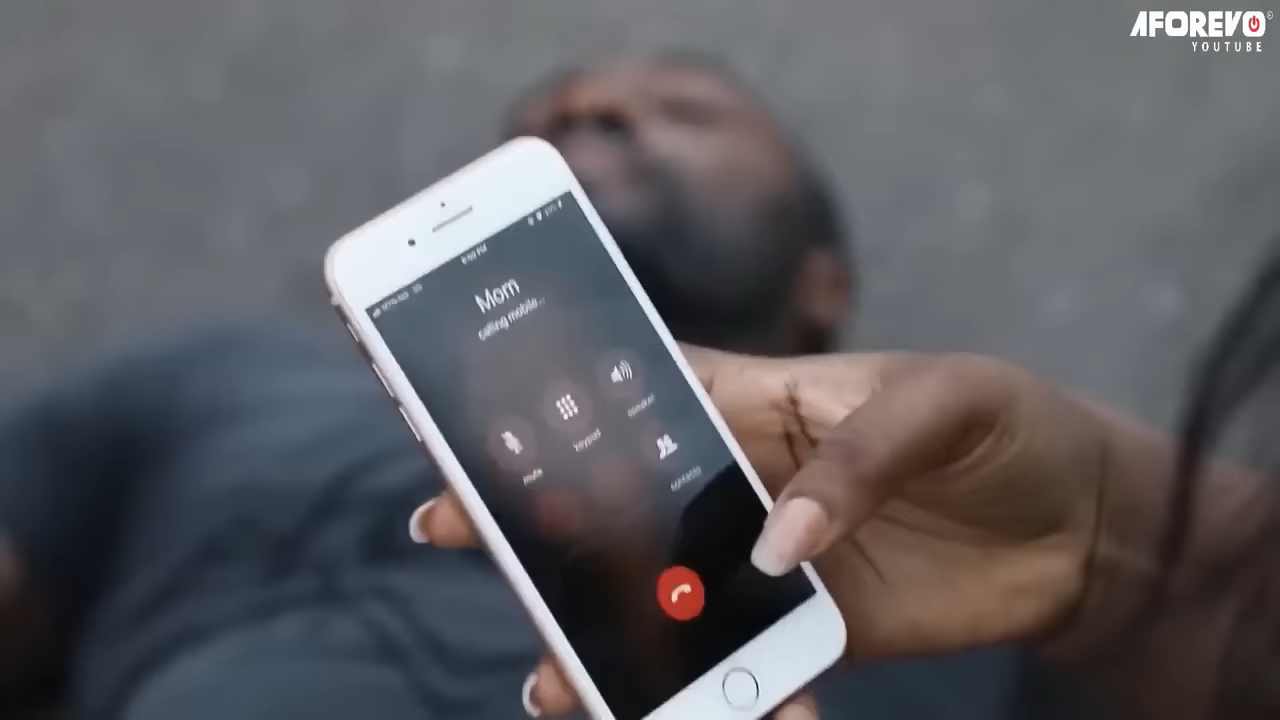 AFOREVO
YOUTUBE
Mom
calling mobile...
speaker
keypad
mute
contacts